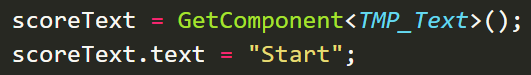 scoreText = GetComponent<TMP_Text>();
scoreText.text = "Start";